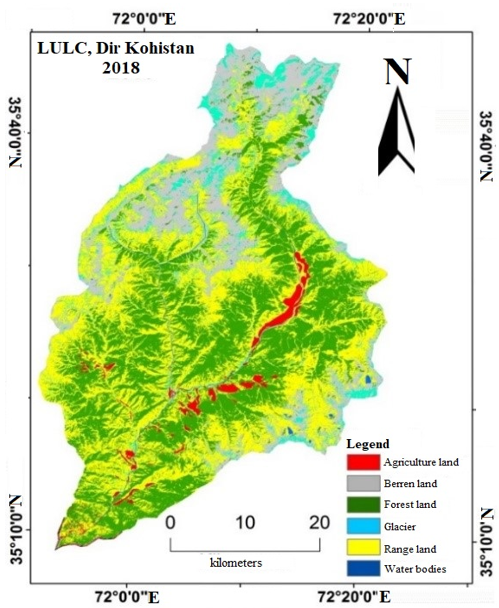 72°0'0"E
72°20'0"E
LULC, Dir Kohistan
2018
N
35°40'0"N
35°40'0"N
Legend
Agriculture land
Berren land
Forest land
Glacier
Range land
Water bodies
0 10 20
kilometers
35°10'0"N
35°10'0"N
72°0'0"E
72°20'0"E